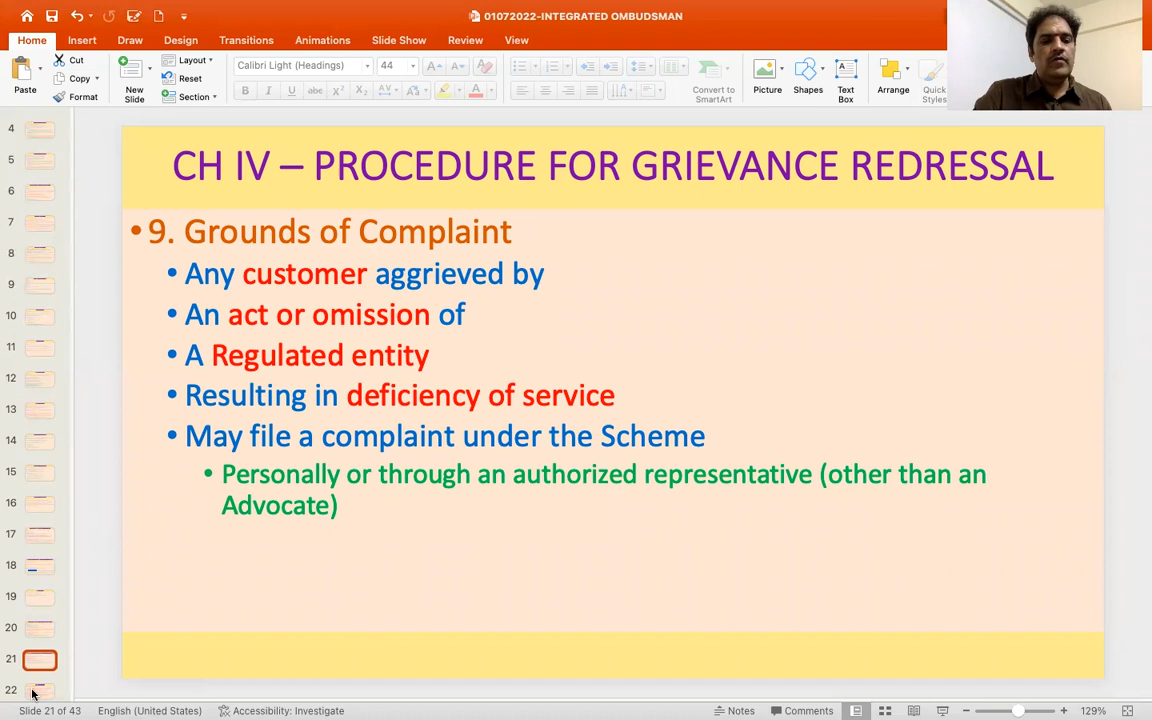 01072022-INTEGRATED OMBUDSMAN
Home Insert Draw Design Transitions Animations Slide Show Review View
Paste
Cut
Copy
Format
New
Slide
Layout
Reset
Section
Calibri Light (Headings) 44
Convert to
SmartArt
Picture
Shapes
Text
Box
Arrange
Quick
Styles
4
5
6
7
8
9
10
11
12
13
14
15
16
17
18
19
20
21
22
CH IV – PROCEDURE FOR GRIEVANCE REDRESSAL
• 9. Grounds of Complaint
• Any customer aggrieved by
• An act or omission of
• A Regulated entity
• Resulting in deficiency of service
• May file a complaint under the Scheme
• Personally or through an authorized representative (other than an
Advocate)
Slide 21 of 43 English (United States) Accessibility: Investigate Notes Comments 129%